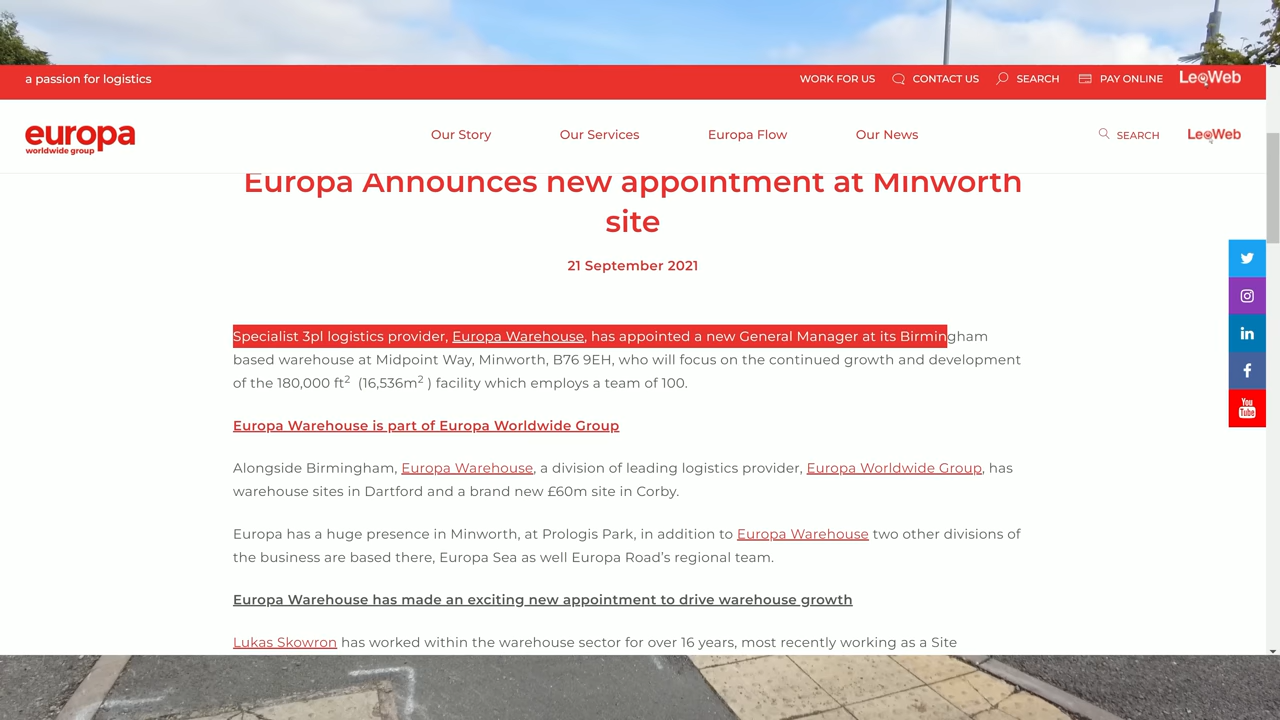 a passion for logistics
WORK FOR US CONTACT US SEARCH PAY ONLINE LeoWeb
europa
worldwide group
Our Story Our Services Europa Flow Our News SEARCH LeoWeb
Europa Announces new appointment at Minworth
site
21 September 2021
Specialist 3pl logistics provider, Europa Warehouse, has appointed a new General Manager at its Birmingham
based warehouse at Midpoint Way, Minworth, B76 9EH, who will focus on the continued growth and development
of the 180,000 ft² (16,536m² ) facility which employs a team of 100.
Europa Warehouse is part of Europa Worldwide Group
Alongside Birmingham, Europa Warehouse, a division of leading logistics provider, Europa Worldwide Group, has
warehouse sites in Dartford and a brand new £60m site in Corby.
Europa has a huge presence in Minworth, at Prologis Park, in addition to Europa Warehouse two other divisions of
the business are based there, Europa Sea as well Europa Road’s regional team.
Europa Warehouse has made an exciting new appointment to drive warehouse growth
Lukas Skowron has worked within the warehouse sector for over 16 years, most recently working as a Site
You
Tube